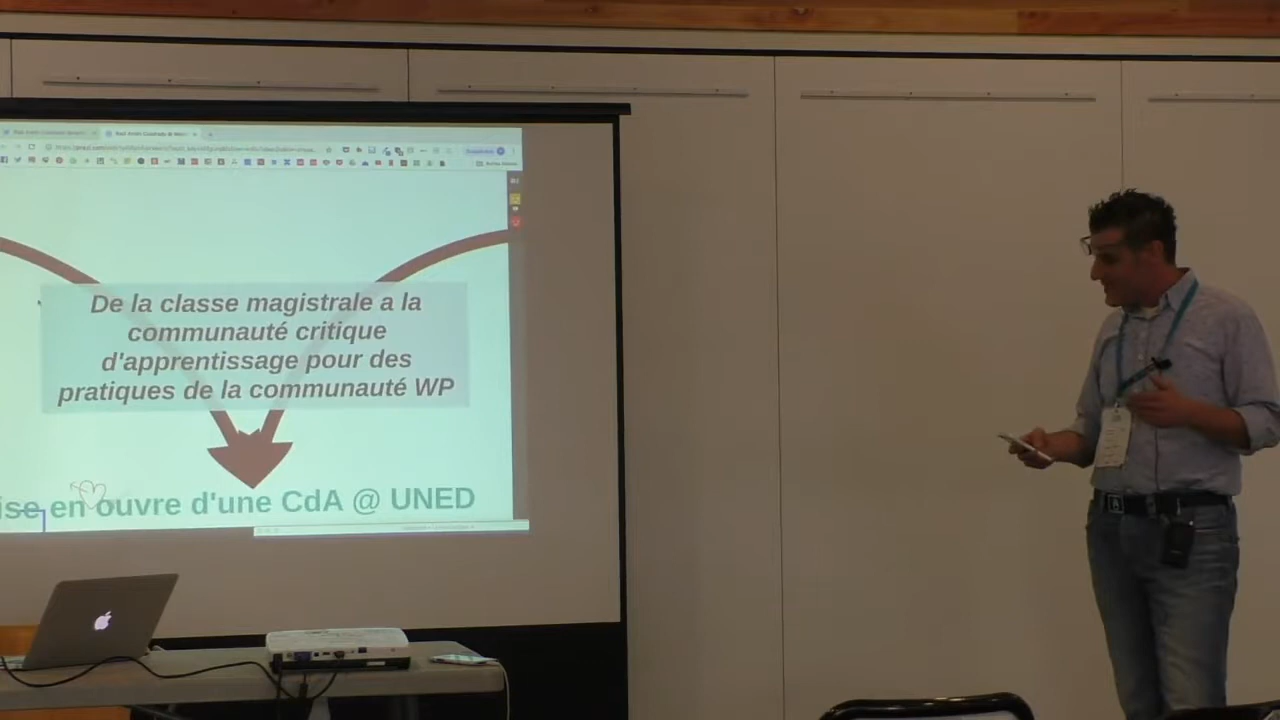 De la classe magistrale a la
communauté critique
d'apprentissage pour des
pratiques de la communauté WP
ise en ouvre d'une CdA @ UNED